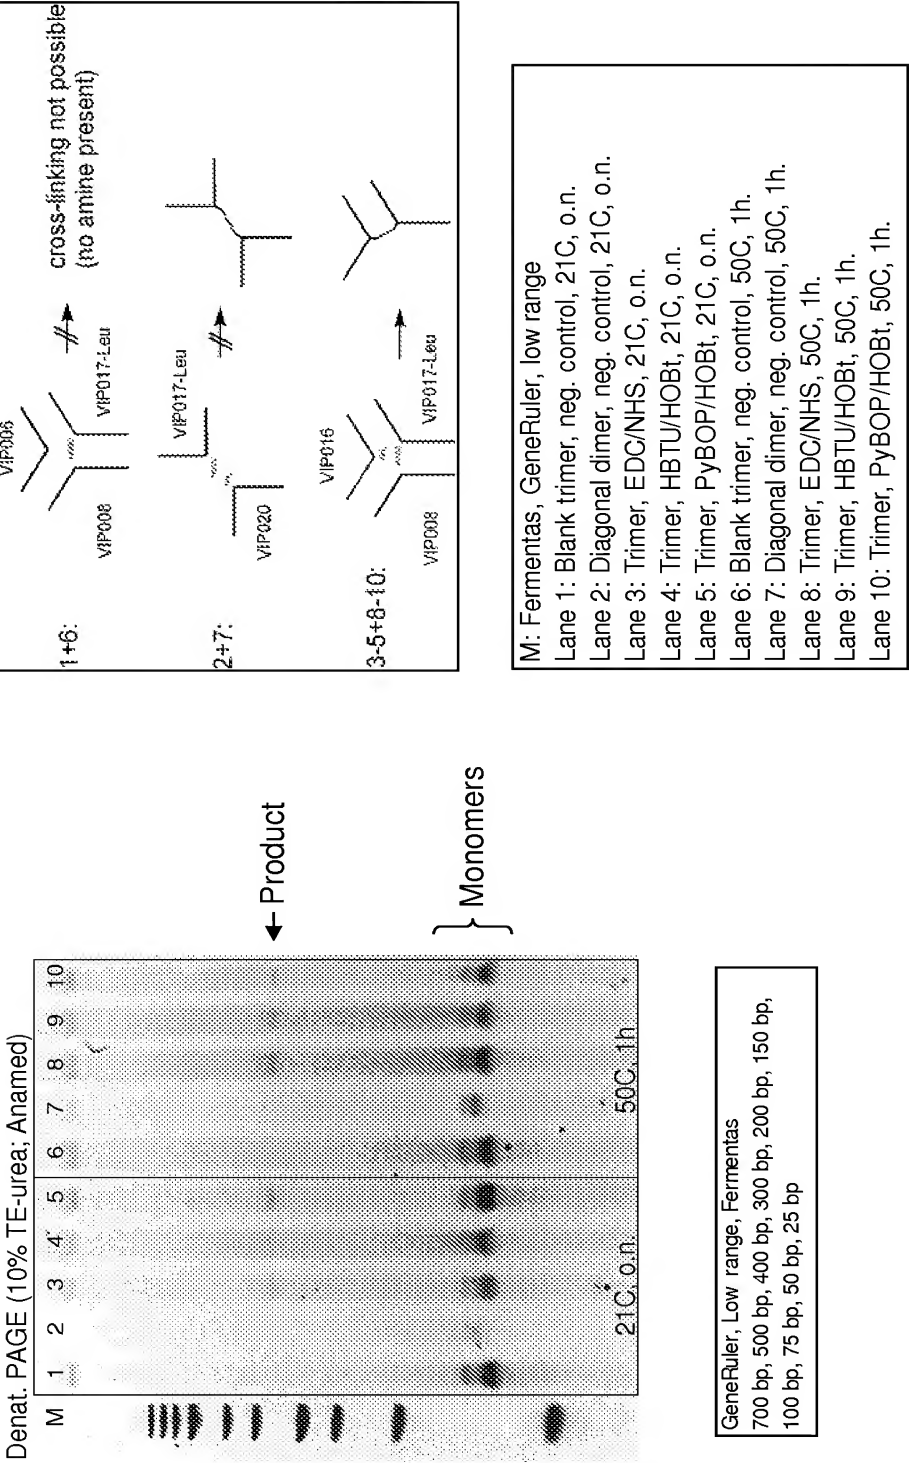 Denat. PAGE (10% TE-urea; Anamed)
M 1 2 3 4 5 6 7 8 9 10
21C, o.n. 50C, 1h
Product
Monomers
GeneRuler, Low range, Fermentas
700 bp, 500 bp, 400 bp, 300 bp, 200 bp, 150 bp,
100 bp, 75 bp, 50 bp, 25 bp
1+6:
VIP006
VIP008
VIP017-Leu
cross-linking not possible
(no amine present)
2+7:
VIP017-Leu
VIP020
3-5+8-10:
VIP016
VIP008
VIP017-Leu
M: Fermentas, GeneRuler, low range
Lane 1: Blank trimer, neg. control, 21C, o.n.
Lane 2: Diagonal dimer, neg. control, 21C, o.n.
Lane 3: Trimer, EDC/NHS, 21C, o.n.
Lane 4: Trimer, HBTU/HOBt, 21C, o.n.
Lane 5: Trimer, PyBOP/HOBt, 21C, o.n.
Lane 6: Blank trimer, neg. control, 50C, 1h.
Lane 7: Diagonal dimer, neg. control, 50C, 1h.
Lane 8: Trimer, EDC/NHS, 50C, 1h.
Lane 9: Trimer, HBTU/HOBt, 50C, 1h.
Lane 10: Trimer, PyBOP/HOBt, 50C, 1h.